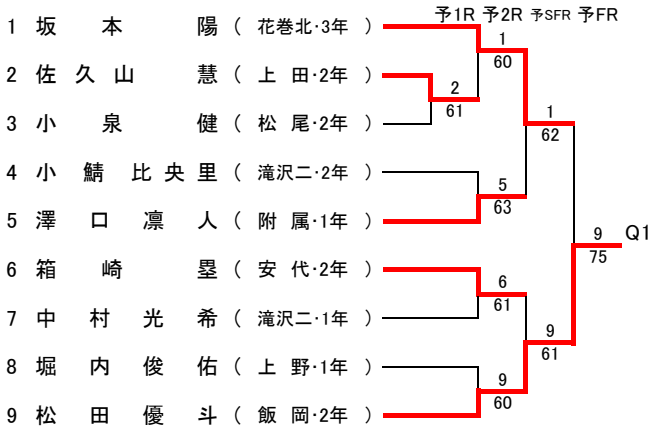 予1R 予2R 予SFR 予FR
1 坂本陽 ( 花巻北・3年 )
1
60
2 佐久山慧 ( 上田・2年 )
2
61
3 小泉健 ( 松尾・2年 )
1
62
4 小鯖比央里 ( 滝沢二・2年 )
5
63
5 澤口凛人 ( 附属・1年 )
9 Q1
75
6 箱崎塁 ( 安代・2年 )
6
61
7 中村光希 ( 滝沢二・1年 )
9
61
8 堀内俊佑 ( 上野・1年 )
9
60
9 松田優斗 ( 飯岡・2年 )